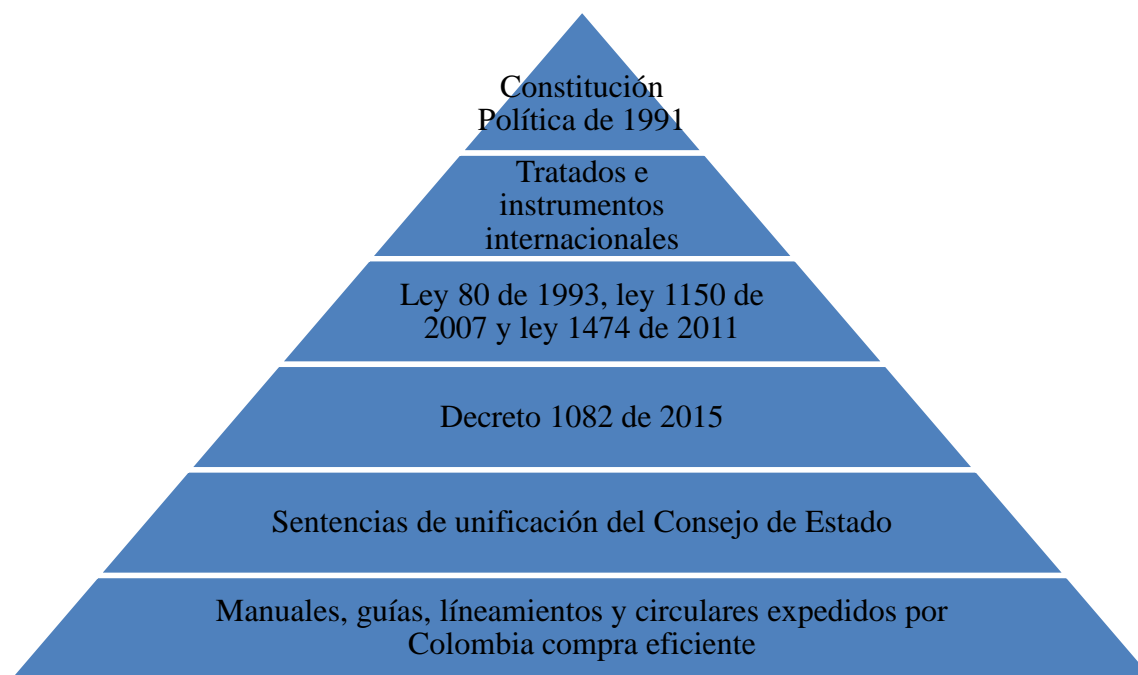 Constitución
Política de 1991
Tratados e
instrumentos
internacionales
Ley 80 de 1993, ley 1150 de
2007 y ley 1474 de 2011
Decreto 1082 de 2015
Sentencias de unificación del Consejo de Estado
Manuales, guías, líneamientos y circulares expedidos por
Colombia compra eficiente